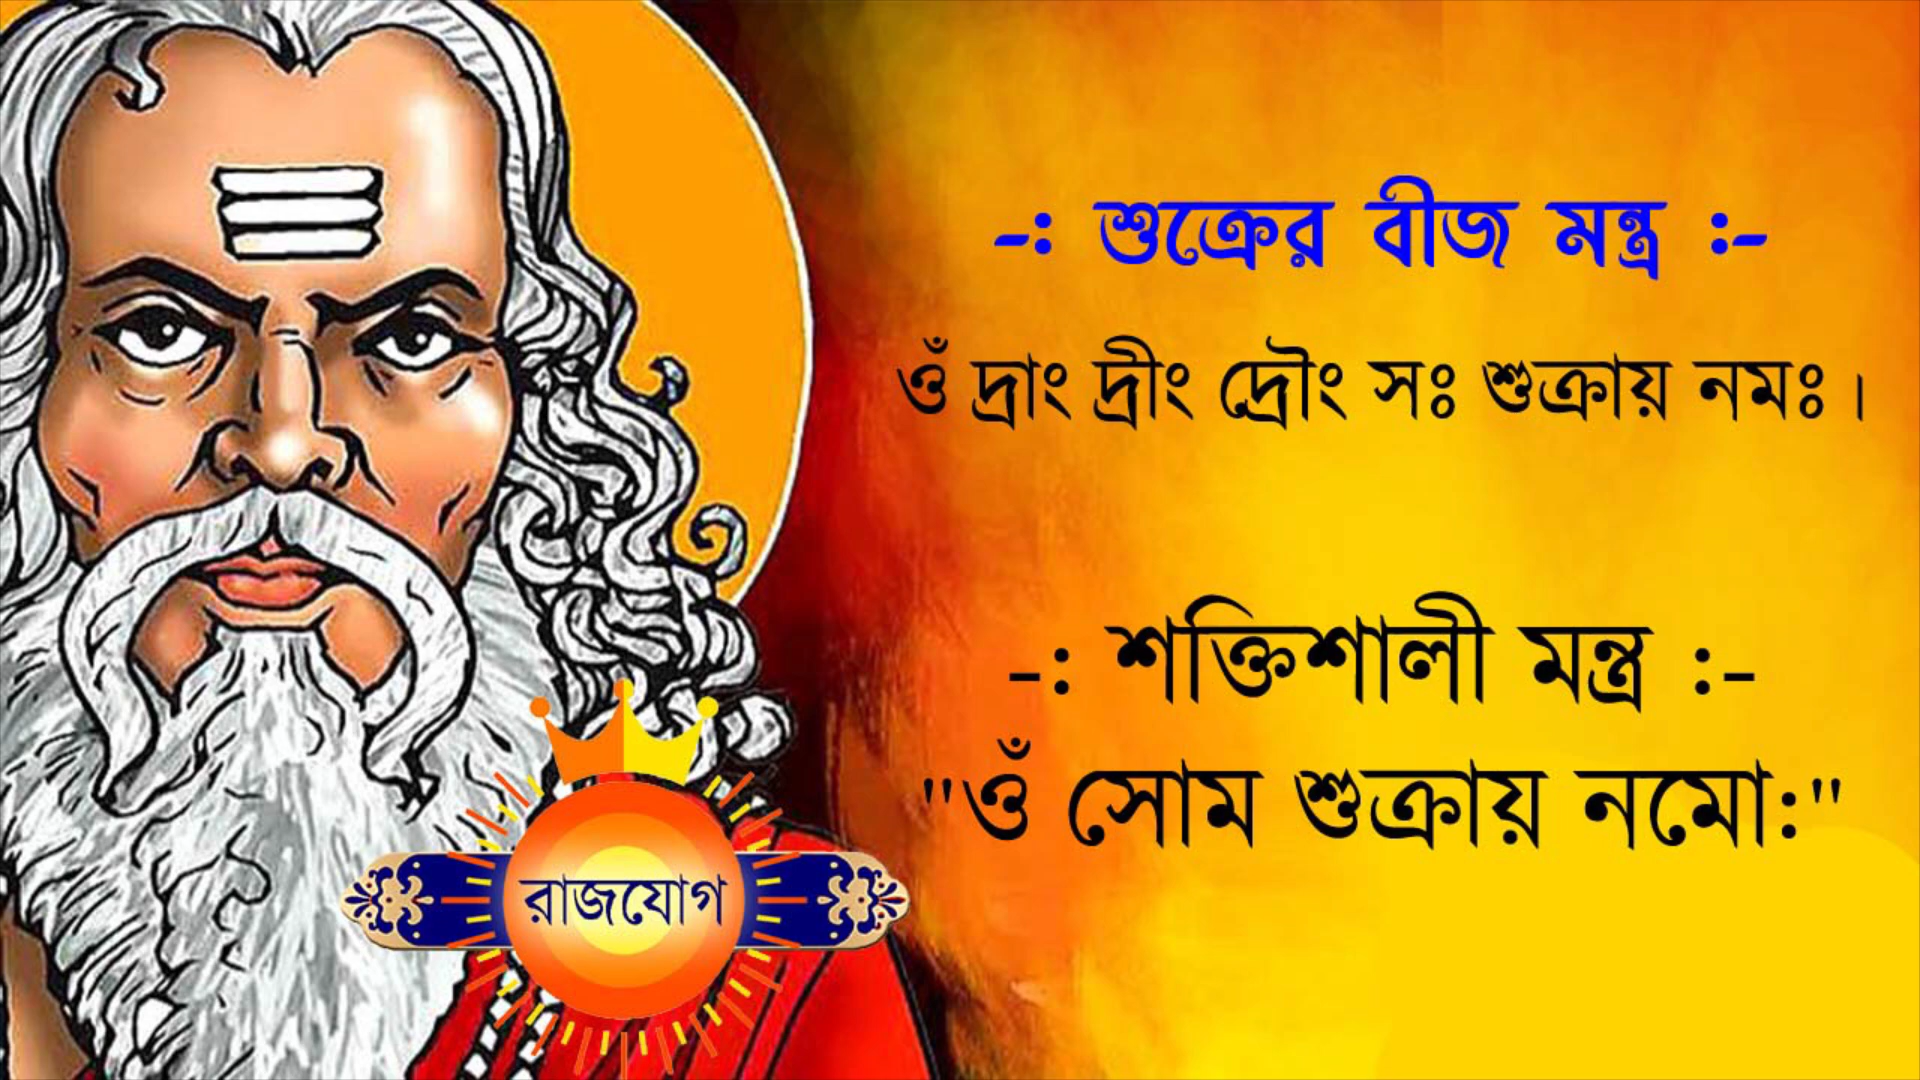 -: শুক্রের বীজ মন্ত্র :-
ওঁ দ্রাং দ্রীং দ্রৌং সঃ শুক্রায় নমঃ।
-: শক্তিশালী মন্ত্র :-
"ওঁ সোম শুক্রায় নমো:"
রাজযোগ